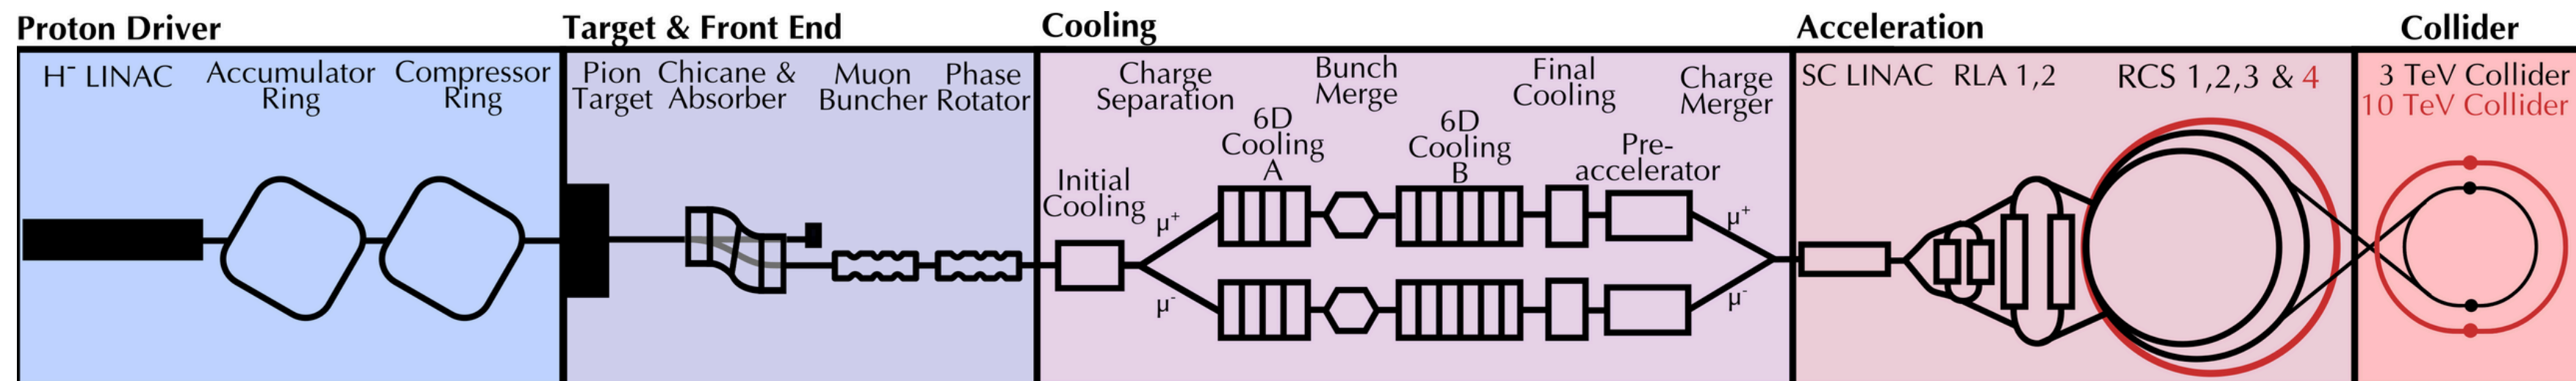 Proton Driver
H⁻ LINAC
Accumulator
Ring
Compressor
Ring
Target & Front End
Pion
Target
Chicane &
Absorber
Muon
Buncher
Phase
Rotator
Cooling
Initial
Cooling
Charge
Separation
μ⁺
μ⁻
6D
Cooling
A
Bunch
Merge
6D
Cooling
B
Final
Cooling
Pre-
accelerator
Charge
Merger
μ⁺
μ⁻
Acceleration
SC LINAC
RLA 1,2
RCS 1,2,3 & 4
Collider
3 TeV Collider
10 TeV Collider